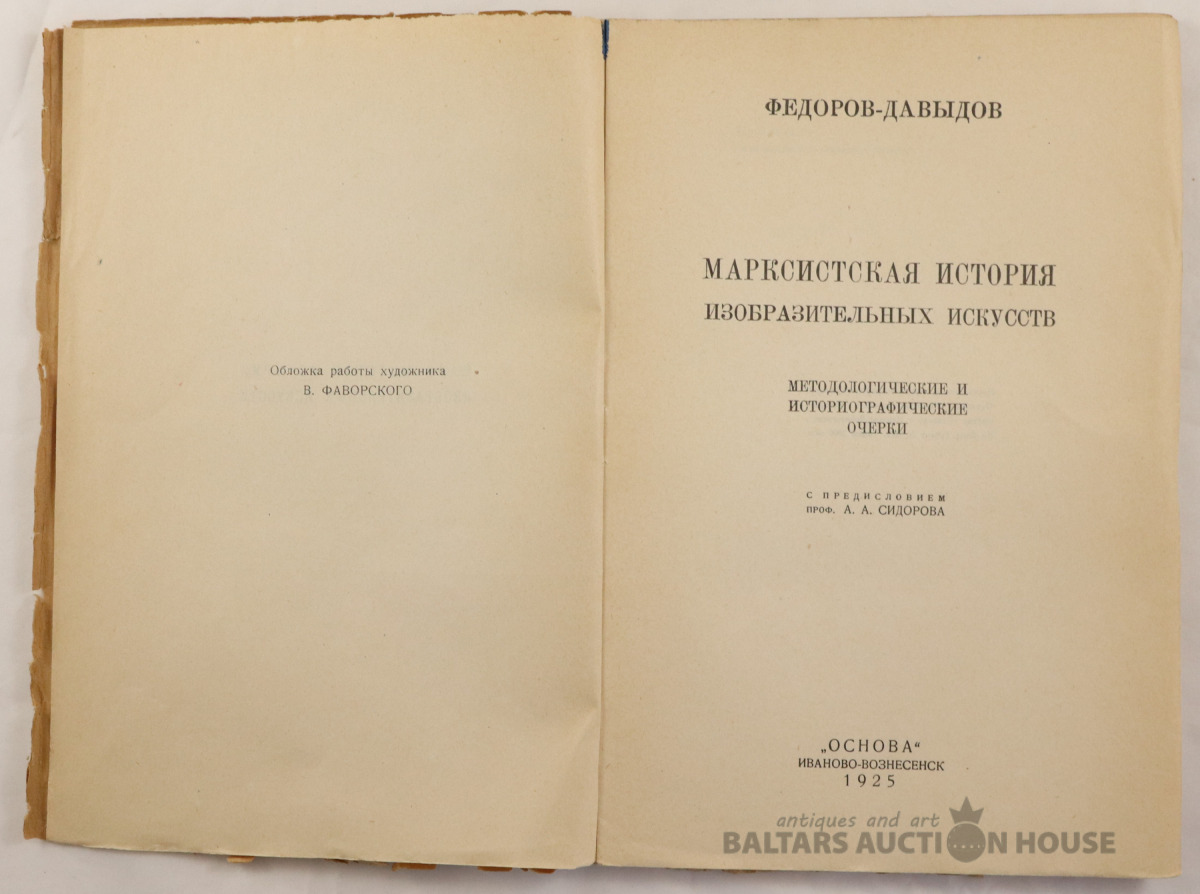 Обложка работы художника
В. ФАВОРСКОГО
ФЕДОРОВ-ДАВЫДОВ
МАРКСИСТСКАЯ ИСТОРИЯ
ИЗОБРАЗИТЕЛЬНЫХ ИСКУССТВ
МЕТОДОЛОГИЧЕСКИЕ И
ИСТОРИОГРАФИЧЕСКИЕ
ОЧЕРКИ
С ПРЕДИСЛОВИЕМ
ПРОФ. А. А. СИДОРОВА
„ОСНОВА“
ИВАНОВО-ВОЗНЕСЕНСК
1925
antiques and art
BALTARS AUCTION HOUSE